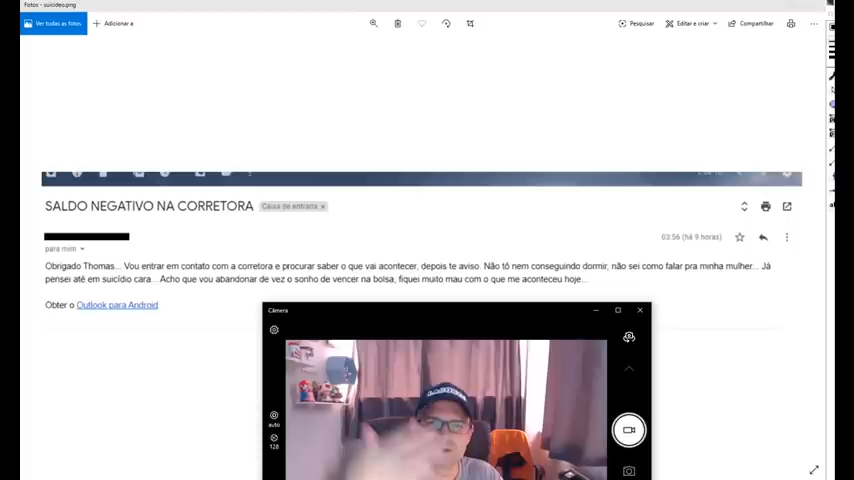 Fotos - suicideo.png
Ver todas as fotos
Adicionar a
Pesquisar
Editar e criar
Compartilhar
SALDO NEGATIVO NA CORRETORA
Caixa de entrada x
03:56 (há 9 horas)
para mim
Obrigado Thomas... Vou entrar em contato com a corretora e procurar saber o que vai acontecer, depois te aviso. Não tô nem conseguindo dormir, não sei como falar pra minha mulher... Já
pensei até em suicídio cara... Acho que vou abandonar de vez o sonho de vencer na bolsa, fiquei muito mau com o que me aconteceu hoje...
Obter o Outlook para Android
Câmera
auto
128